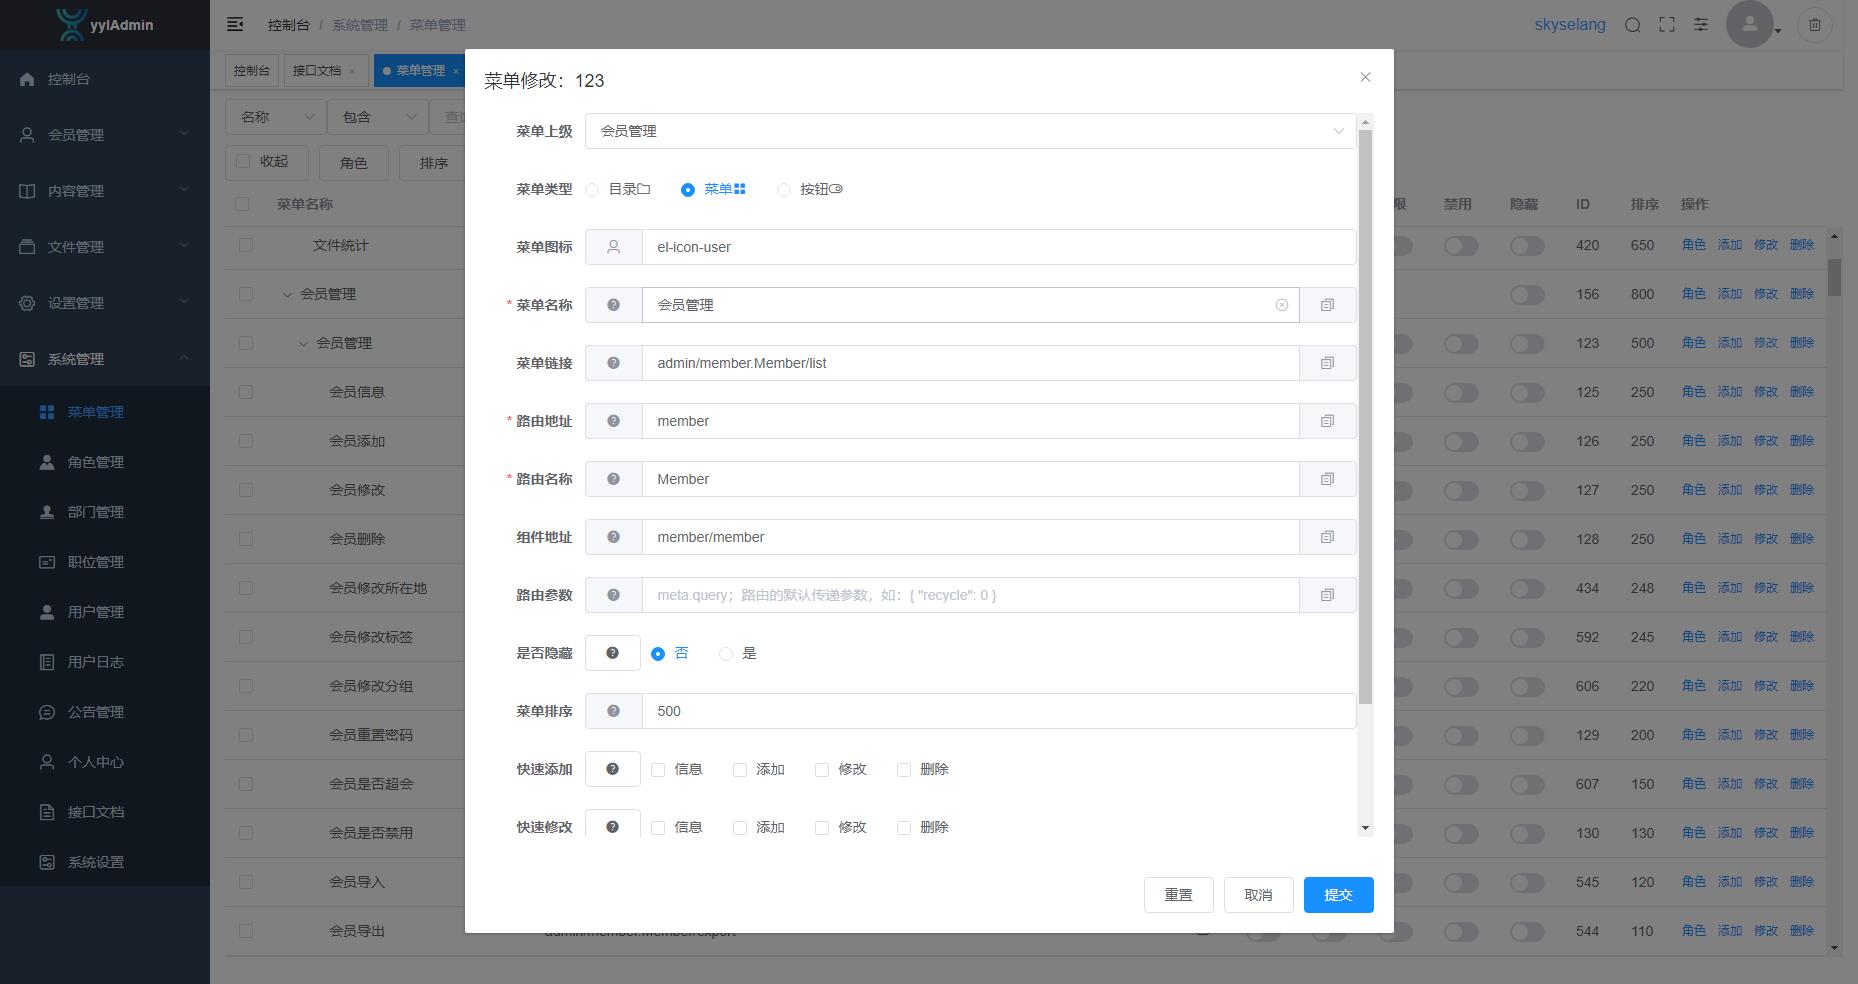 yylAdmin
控制台 / 系统管理 / 菜单管理
skyselang
控制台
接口文档 ×
菜单管理 ×
控制台
会员管理
内容管理
文件管理
设置管理
系统管理
菜单管理
角色管理
部门管理
职位管理
用户管理
用户日志
公告管理
个人中心
接口文档
系统设置
名称
包含
收起
角色
排序
菜单名称
禁用 隐藏 ID 排序 操作
文件统计 420 650 角色 添加 修改 删除
会员管理 156 800 角色 添加 修改 删除
会员管理 123 500 角色 添加 修改 删除
会员信息 125 250 角色 添加 修改 删除
会员添加 126 250 角色 添加 修改 删除
会员修改 127 250 角色 添加 修改 删除
会员删除 128 250 角色 添加 修改 删除
会员修改所在地 434 248 角色 添加 修改 删除
会员修改标签 592 245 角色 添加 修改 删除
会员修改分组 606 220 角色 添加 修改 删除
会员重置密码 129 200 角色 添加 修改 删除
会员是否超会 607 150 角色 添加 修改 删除
会员是否禁用 130 130 角色 添加 修改 删除
会员导入 545 120 角色 添加 修改 删除
会员导出 544 110 角色 添加 修改 删除
菜单修改：123
菜单上级 会员管理
菜单类型 目录 菜单 按钮
菜单图标 el-icon-user
* 菜单名称 会员管理
菜单链接 admin/member.Member/list
* 路由地址 member
* 路由名称 Member
组件地址 member/member
路由参数 meta.query；路由的默认传递参数，如：{ "recycle": 0 }
是否隐藏 否 是
菜单排序 500
快速添加 信息 添加 修改 删除
快速修改 信息 添加 修改 删除
重置 取消 提交